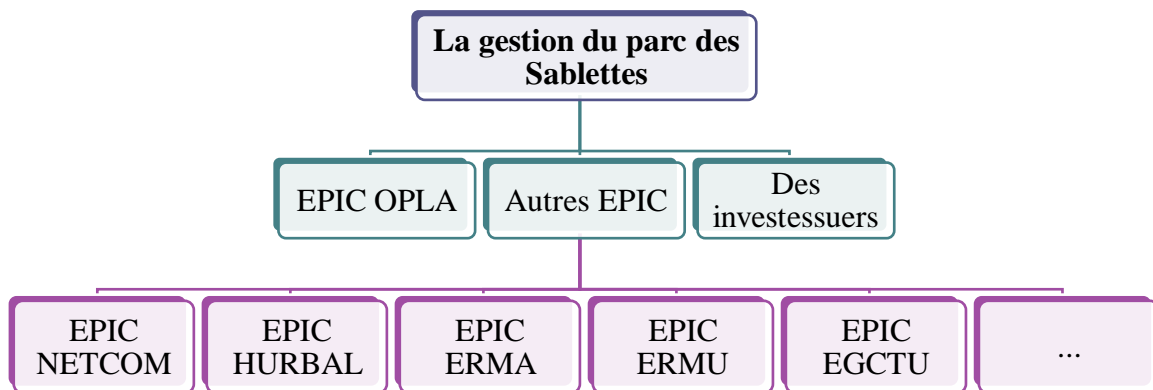 La gestion du parc des
Sablettes
EPIC OPLA
Autres EPIC
Des
investessuers
EPIC
NETCOM
EPIC
HURBAL
EPIC
ERMA
EPIC
ERMU
EPIC
EGCTU
...